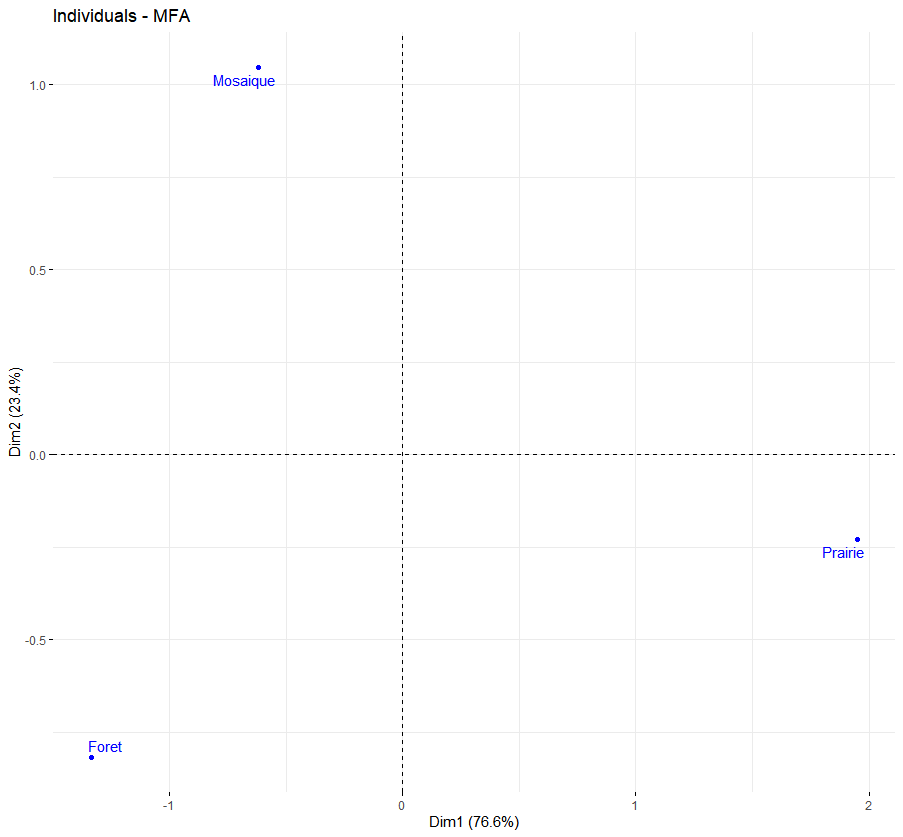 Individuals - MFA
Mosaique
1.0
0.5
Dim2 (23.4%)
0.0
Prairie
-0.5
Foret
-1
0
1
2
Dim1 (76.6%)